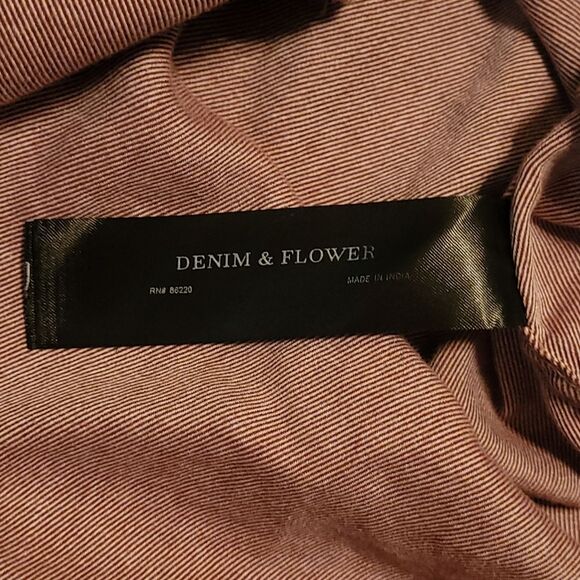 DENIM & FLOWER
RN# 86220 MADE IN INDIA